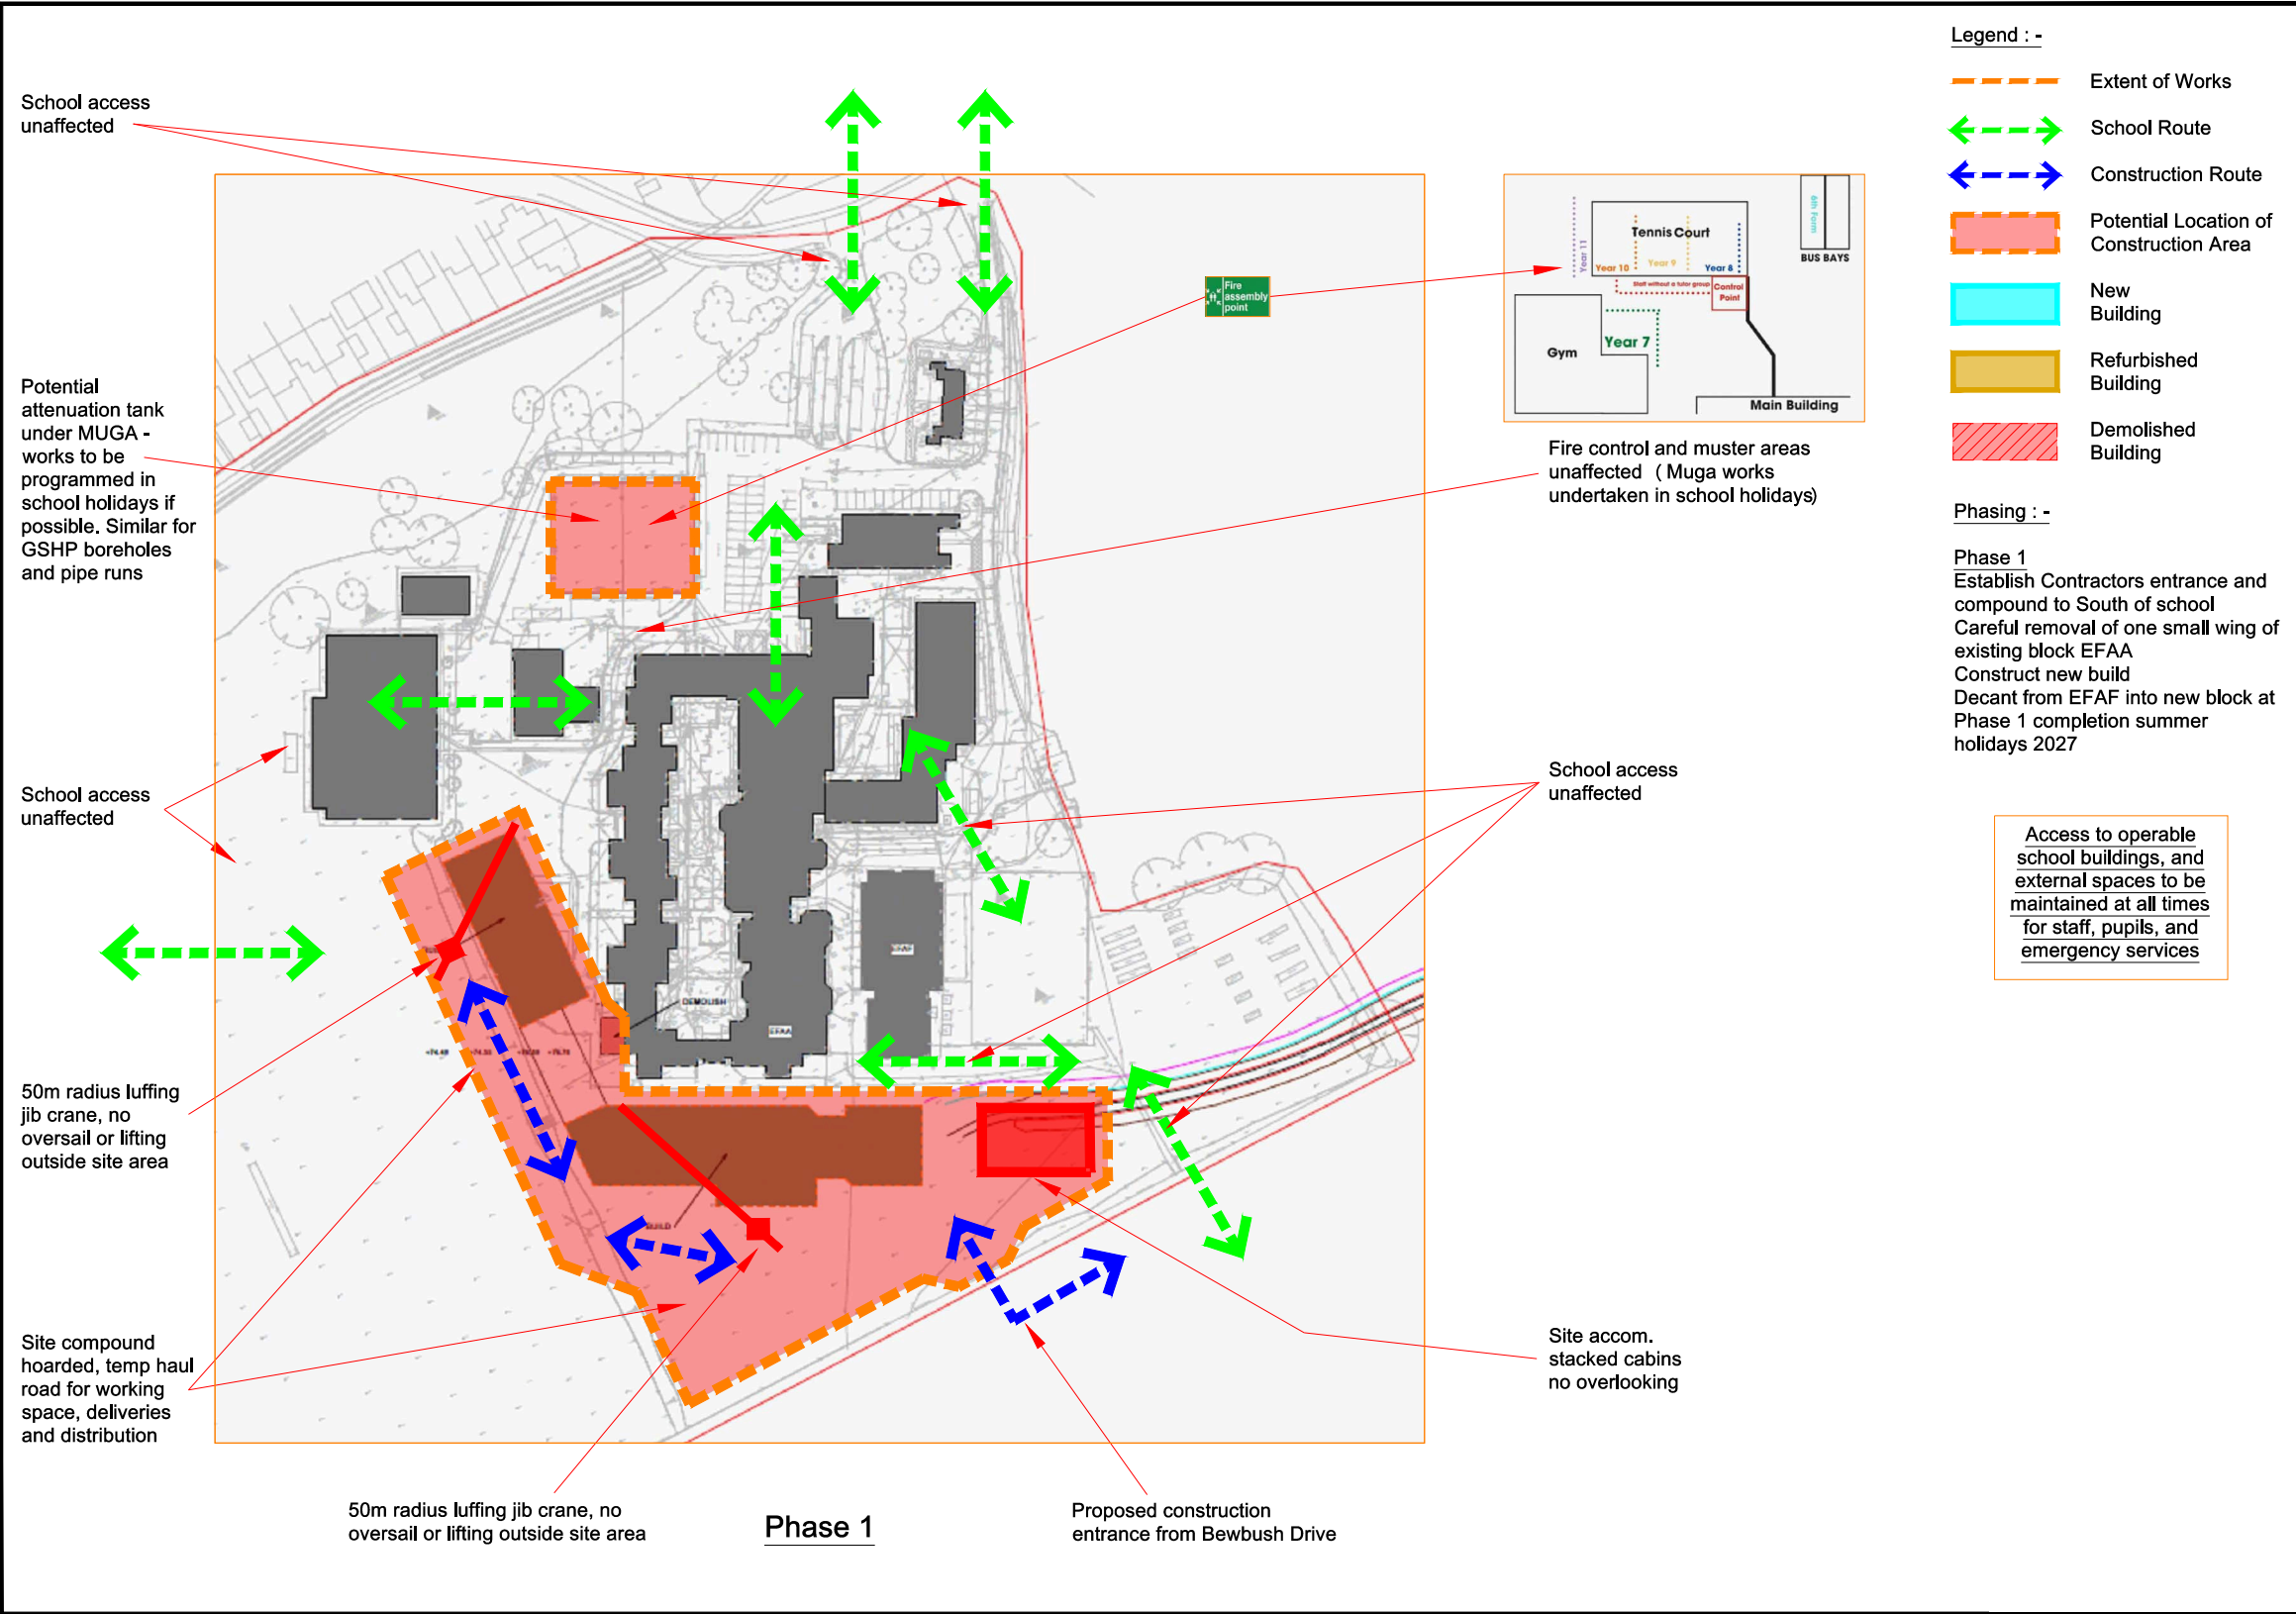 School access
unaffected
Potential
attenuation tank
under MUGA -
works to be
programmed in
school holidays if
possible. Similar for
GSHP boreholes
and pipe runs
School access
unaffected
50m radius luffing
jib crane, no
oversail or lifting
outside site area
Site compound
hoarded, temp haul
road for working
space, deliveries
and distribution
50m radius luffing jib crane, no
oversail or lifting outside site area
Phase 1
Proposed construction
entrance from Bewbush Drive
Fire
assembly
point
EFAF
DEMOLISH
EFAA
BUILD
Tennis Court
Year 11
Year 10
Year 9
Year 8
Staff without a tutor group
Control
Point
6th Form
BUS BAYS
Year 7
Gym
Main Building
Fire control and muster areas
unaffected ( Muga works
undertaken in school holidays)
School access
unaffected
Site accom.
stacked cabins
no overlooking
Legend : -
Extent of Works
School Route
Construction Route
Potential Location of
Construction Area
New
Building
Refurbished
Building
Demolished
Building
Phasing : -
Phase 1
Establish Contractors entrance and
compound to South of school
Careful removal of one small wing of
existing block EFAA
Construct new build
Decant from EFAF into new block at
Phase 1 completion summer
holidays 2027
Access to operable
school buildings, and
external spaces to be
maintained at all times
for staff, pupils, and
emergency services